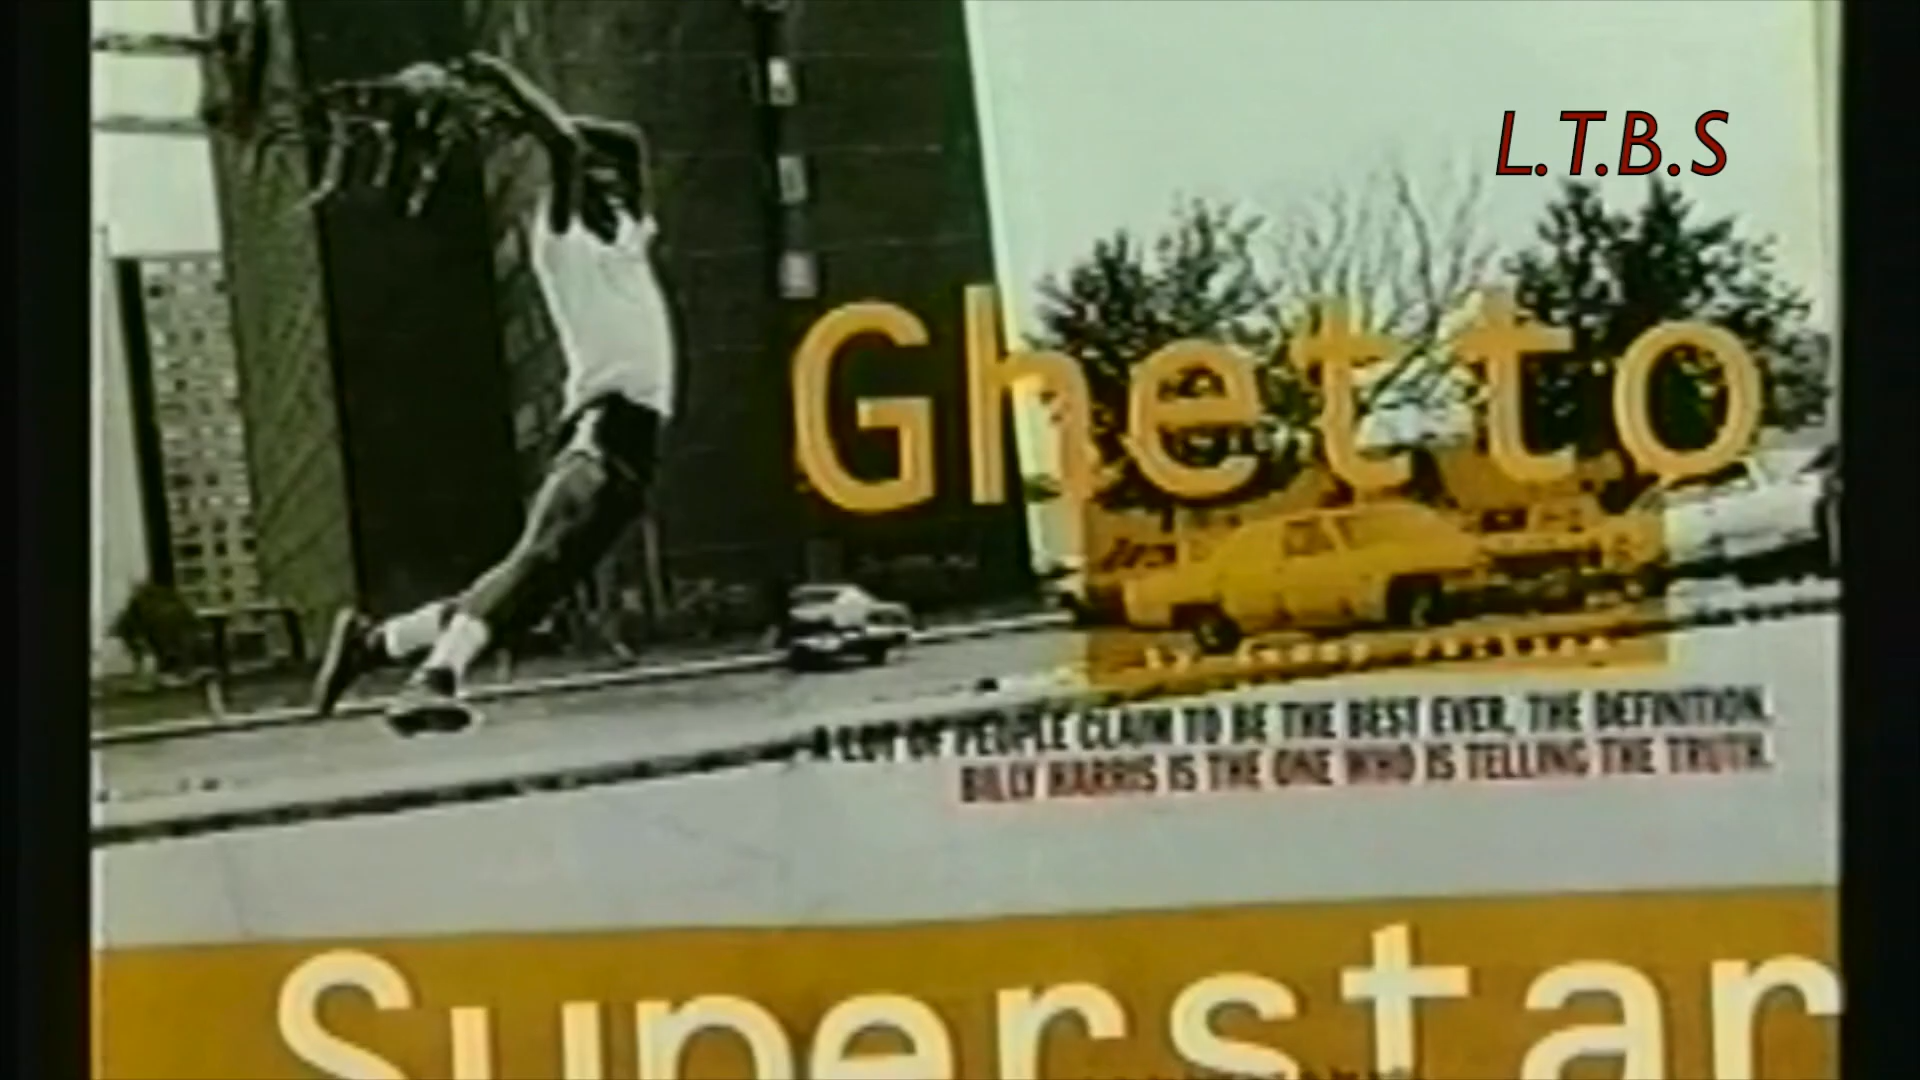 L.T.B.S
Ghetto
A LOT OF PEOPLE CLAIM TO BE THE BEST EVER, THE DEFINITION.
BILLY HARRIS IS THE ONE WHO IS TELLING THE TRUTH.
Superstar